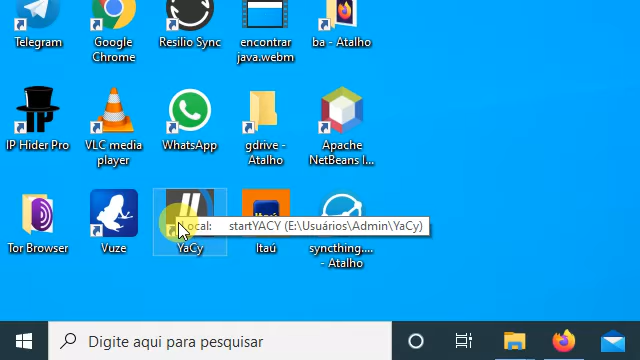 Telegram
Google
Chrome
Resilio Sync
encontrar
java.webm
ba - Atalho
IP Hider Pro
VLC media
player
WhatsApp
gdrive -
Atalho
Apache
NetBeans I...
Tor Browser
Vuze
YaCy
Itaú
syncthing....
- Atalho
Local: startYACY (E:\Usuários\Admin\YaCy)
Digite aqui para pesquisar